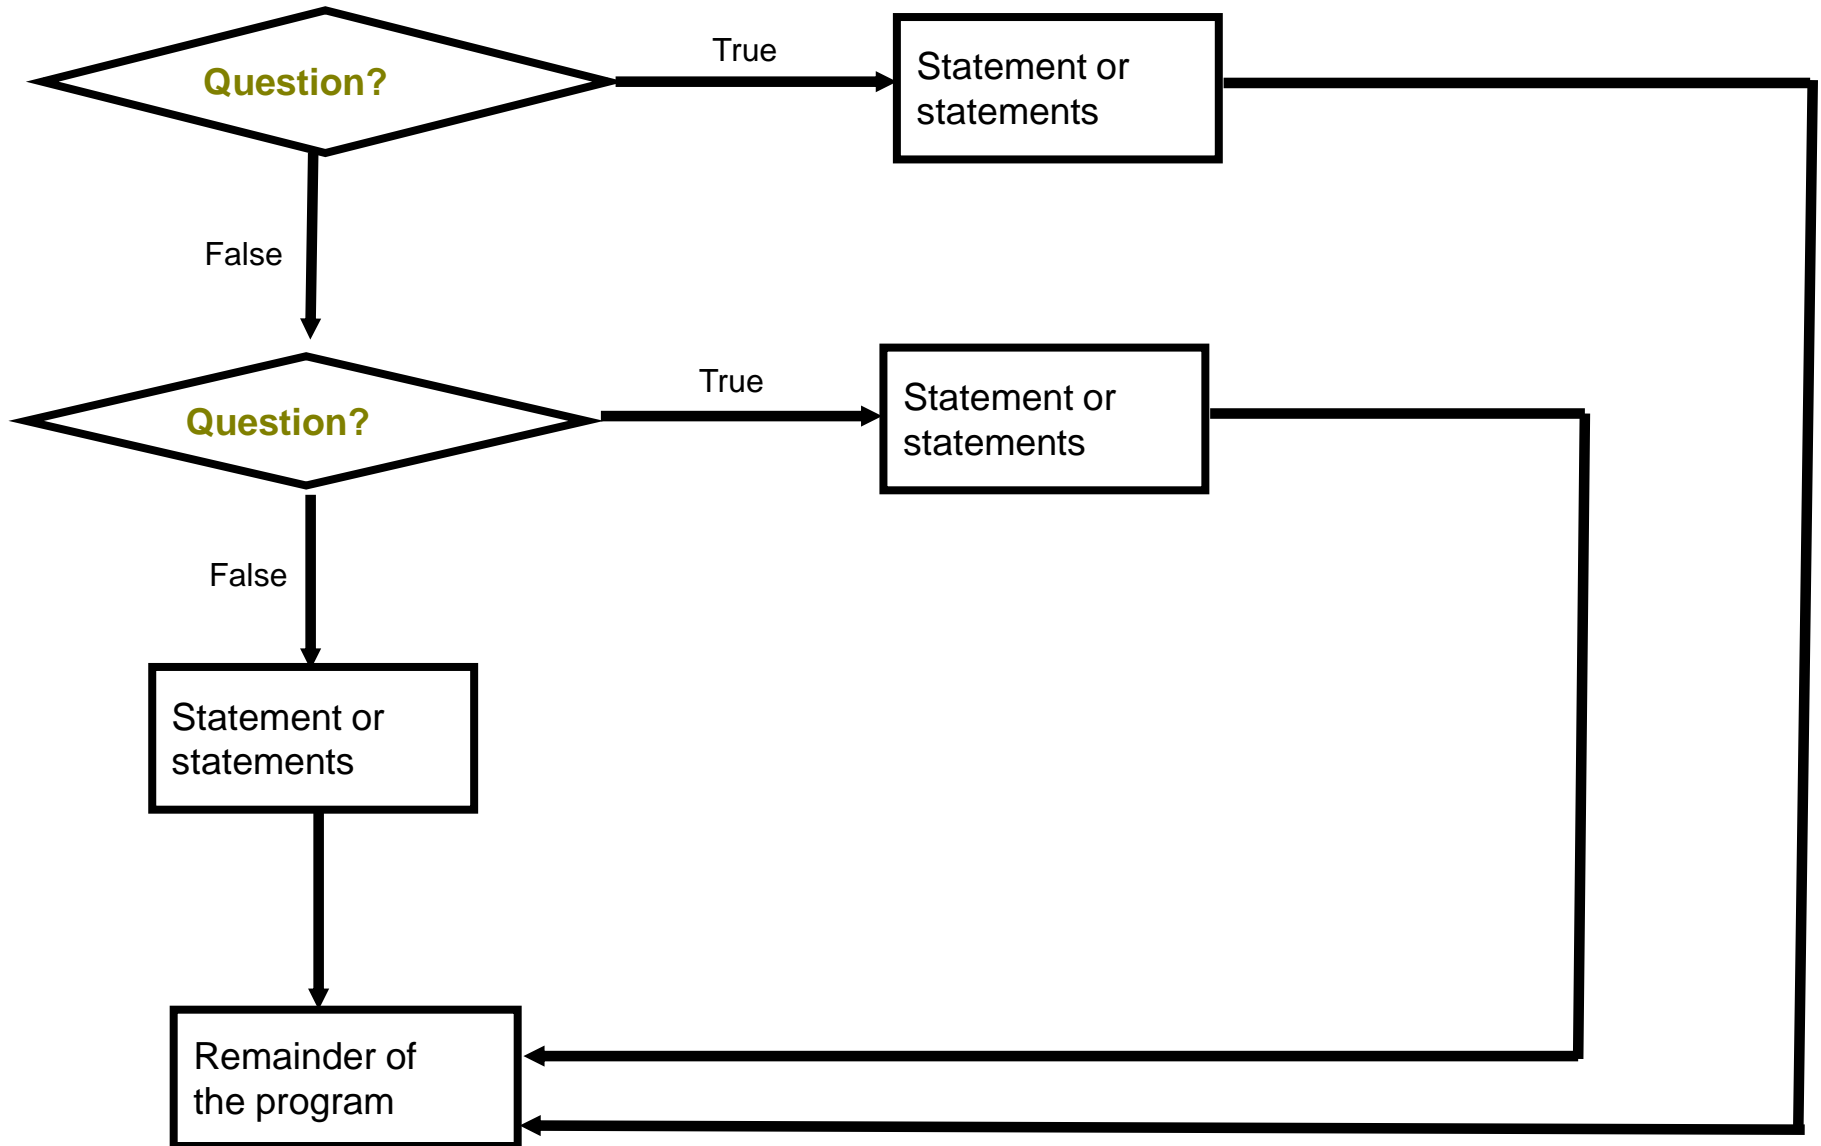 Question?
True
Statement or
statements
False
Question?
True
Statement or
statements
False
Statement or
statements
Remainder of
the program